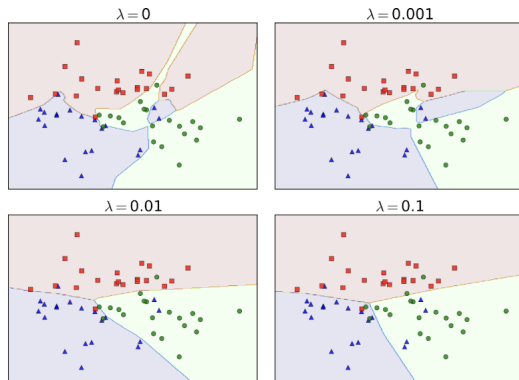 λ = 0
λ = 0.001
λ = 0.01
λ = 0.1